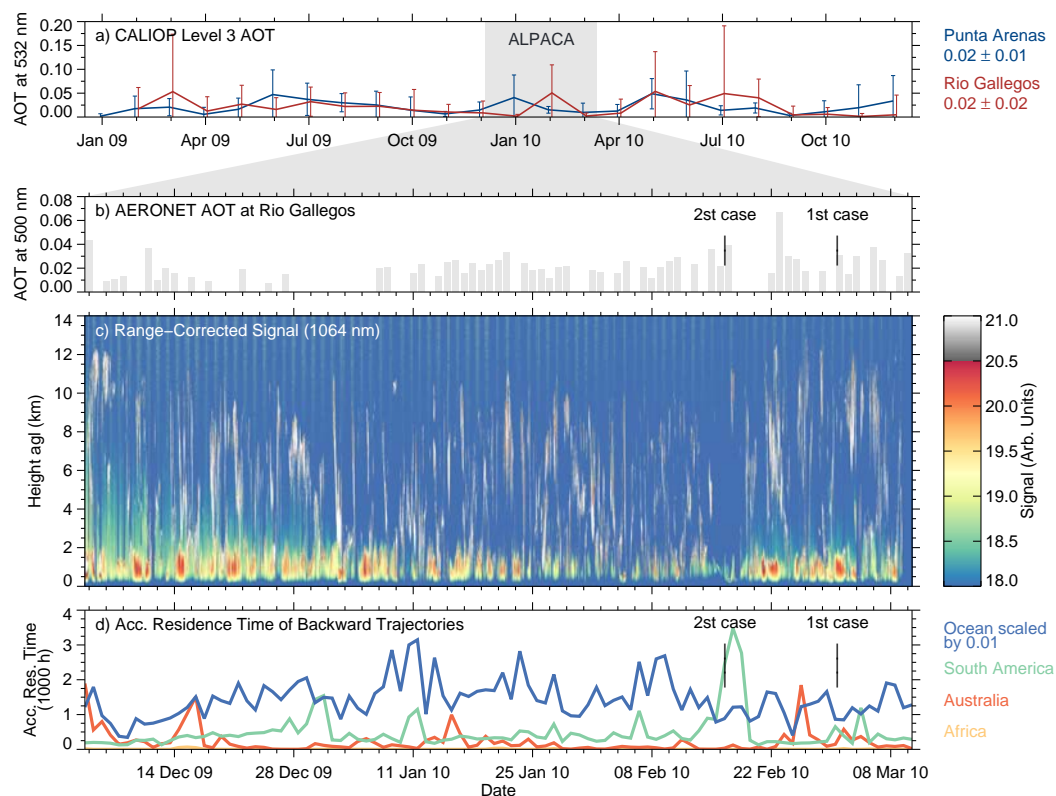 a) CALIOP Level 3 AOT
ALPACA
AOT at 532 nm
0.20
0.15
0.10
0.05
0.00
Jan 09 Apr 09 Jul 09 Oct 09 Jan 10 Apr 10 Jul 10 Oct 10
Punta Arenas
0.02 ± 0.01
Rio Gallegos
0.02 ± 0.02
b) AERONET AOT at Rio Gallegos
2st case 1st case
AOT at 500 nm
0.08
0.06
0.04
0.02
0.00
c) Range−Corrected Signal (1064 nm)
Height agl (km)
14
12
10
8
6
4
2
0
21.0
20.5
20.0
19.5
19.0
18.5
18.0
Signal (Arb. Units)
d) Acc. Residence Time of Backward Trajectories
2st case 1st case
Acc. Res. Time
(1000 h)
4
3
2
1
0
14 Dec 09 28 Dec 09 11 Jan 10 25 Jan 10 08 Feb 10 22 Feb 10 08 Mar 10
Date
Ocean scaled
by 0.01
South America
Australia
Africa